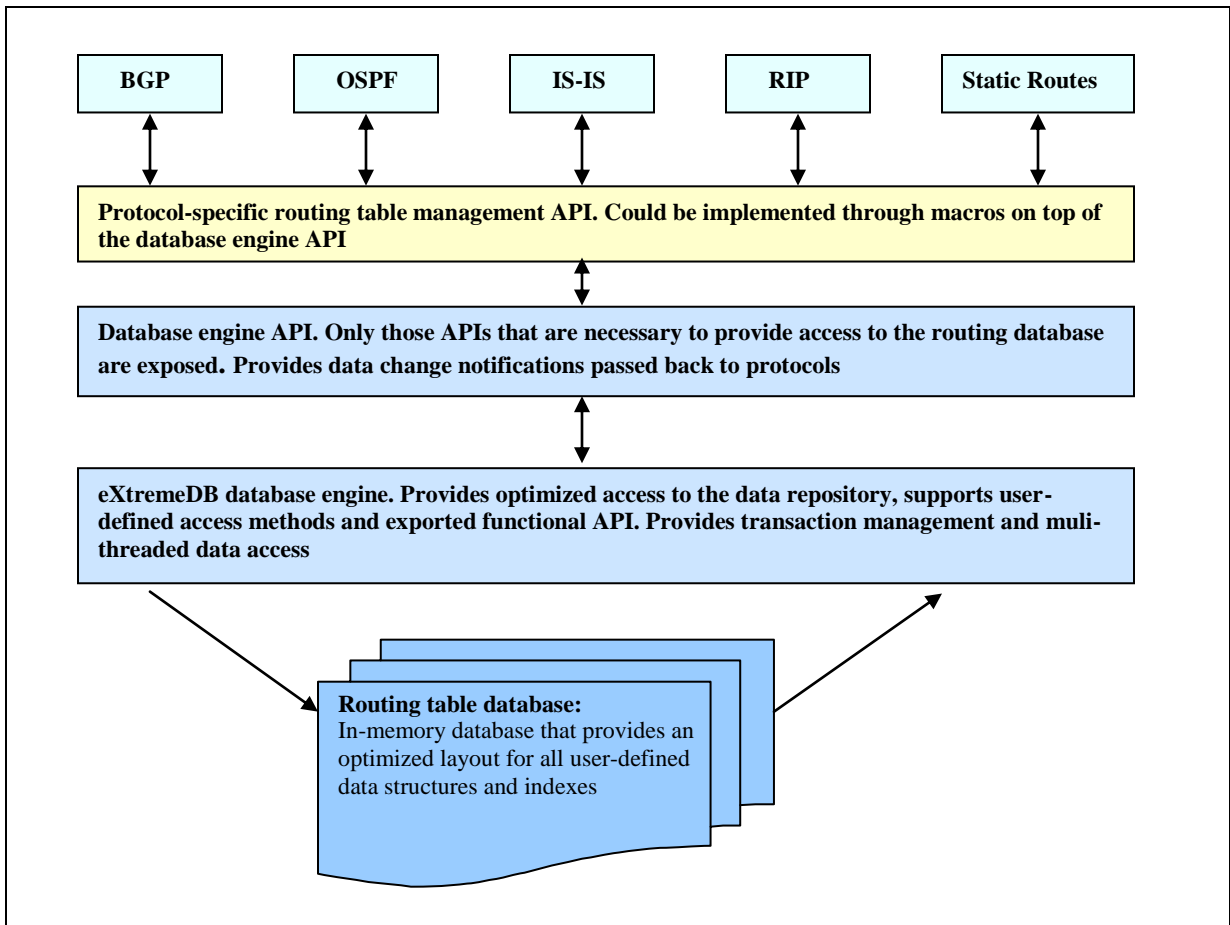 BGP
OSPF
IS-IS
RIP
Static Routes
Protocol-specific routing table management API. Could be implemented through macros on top of
the database engine API
Database engine API. Only those APIs that are necessary to provide access to the routing database
are exposed. Provides data change notifications passed back to protocols
eXtremeDB database engine. Provides optimized access to the data repository, supports user-
defined access methods and exported functional API. Provides transaction management and muli-
threaded data access
Routing table database:
In-memory database that provides an
optimized layout for all user-defined
data structures and indexes